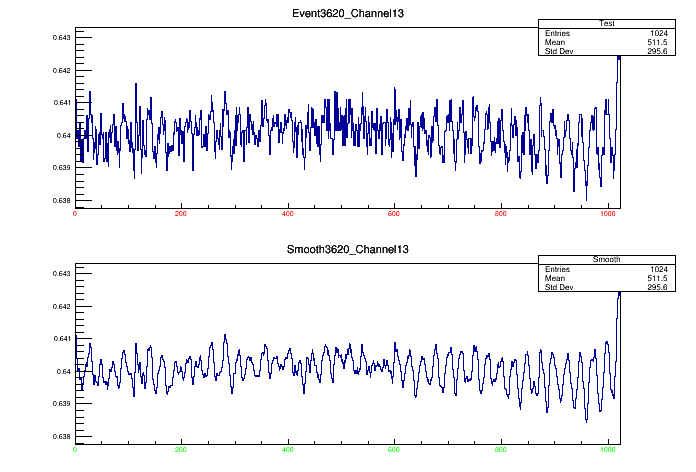 Event3620_Channel13
Test
Entries 1024
Mean 511.5
Std Dev 295.6
0.643
0.642
0.641
0.64
0.639
0.638
0 200 400 600 800 1000
Smooth3620_Channel13
Smooth
Entries 1024
Mean 511.5
Std Dev 295.6
0.643
0.642
0.641
0.64
0.639
0.638
0 200 400 600 800 1000